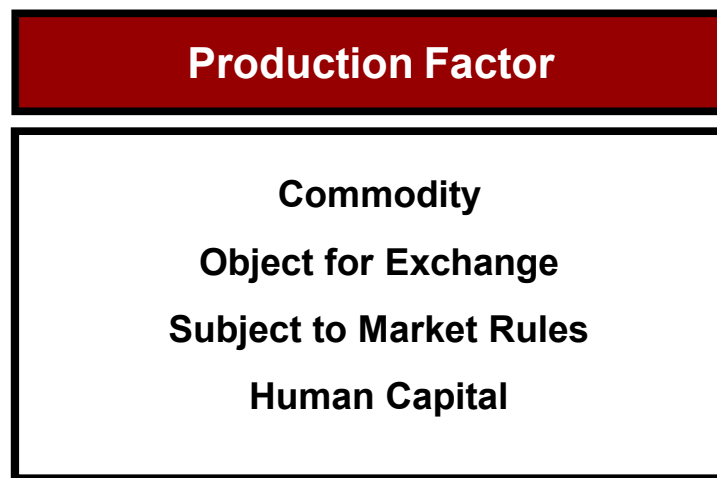 Production Factor
Commodity
Object for Exchange
Subject to Market Rules
Human Capital